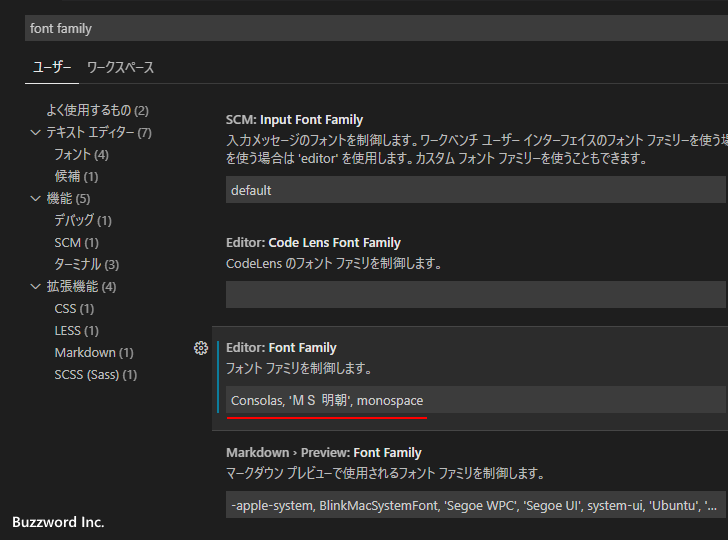 font family
ユーザー ワークスペース
よく使用するもの (2)
テキスト エディター (7)
フォント (4)
候補 (1)
機能 (5)
デバッグ (1)
SCM (1)
ターミナル (3)
拡張機能 (4)
CSS (1)
LESS (1)
Markdown (1)
SCSS (Sass) (1)
SCM: Input Font Family
入力メッセージのフォントを制御します。ワークベンチ ユーザー インターフェイスのフォント ファミリーを使う場
を使う場合は 'editor' を使用します。カスタム フォント ファミリーを使うこともできます。
default
Editor: Code Lens Font Family
CodeLens のフォント ファミリを制御します。
Editor: Font Family
フォント ファミリを制御します。
Consolas, 'ＭＳ 明朝', monospace
Markdown › Preview: Font Family
マークダウン プレビューで使用されるフォント ファミリを制御します。
-apple-system, BlinkMacSystemFont, 'Segoe WPC', 'Segoe UI', system-ui, 'Ubuntu', '...
Buzzword Inc.